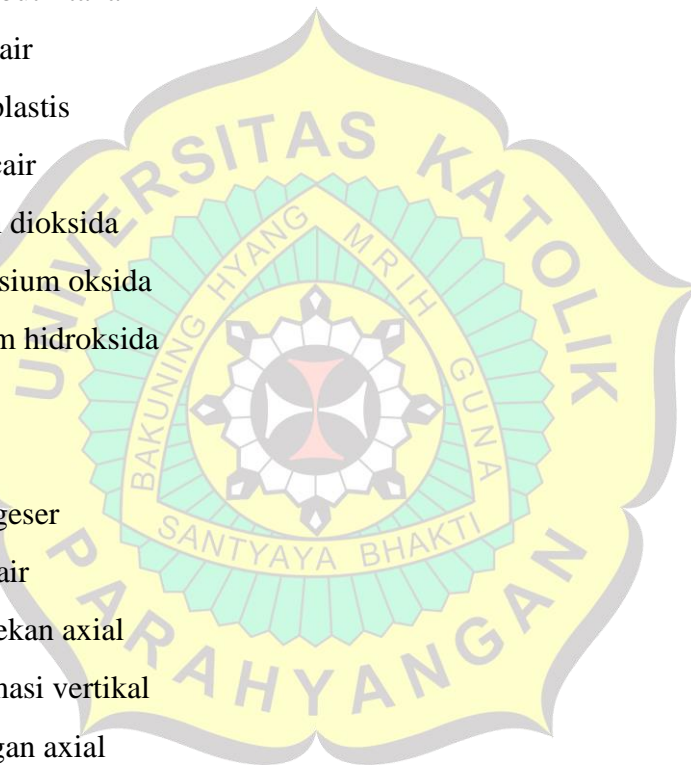 air
plastis
cair
dioksida
sium oksida
m hidroksida
geser
air
ekan axial
masi vertikal
gan axial
UNIVERSITAS KATOLIK
PARAHYANGAN
BAKUNING HYANG MRIH GUNA
SANTYAYA BHAKTI